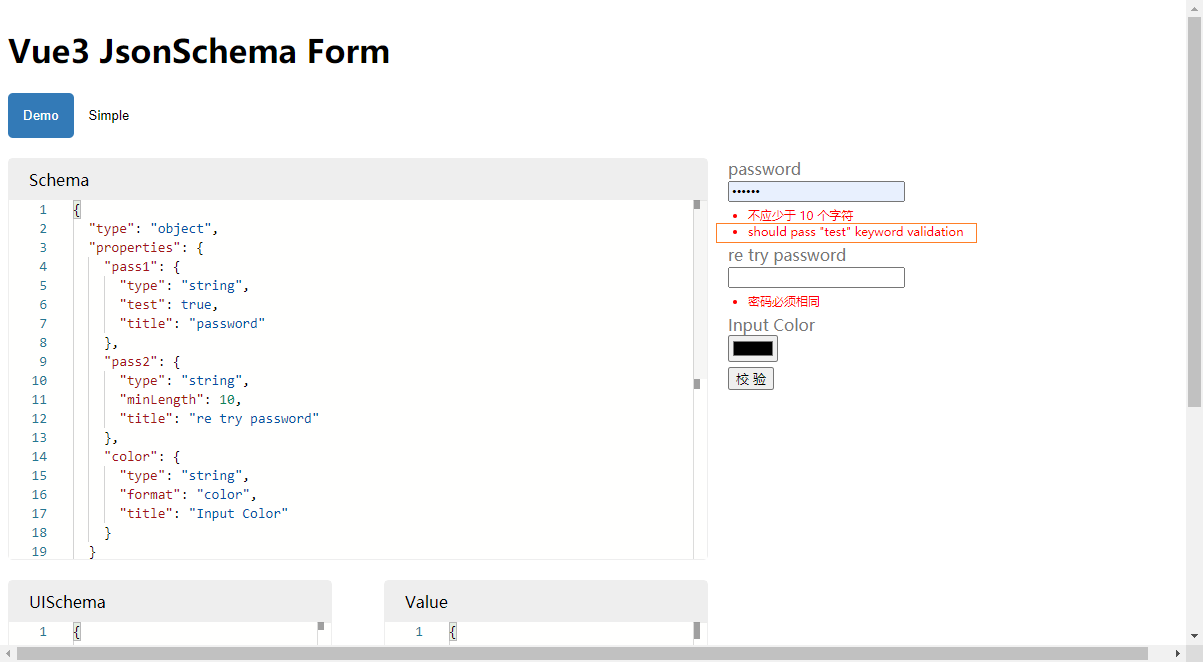 Vue3 JsonSchema Form
Demo Simple
Schema
1 {
2 "type": "object",
3 "properties": {
4 "pass1": {
5 "type": "string",
6 "test": true,
7 "title": "password"
8 },
9 "pass2": {
10 "type": "string",
11 "minLength": 10,
12 "title": "re try password"
13 },
14 "color": {
15 "type": "string",
16 "format": "color",
17 "title": "Input Color"
18 }
19 }
password
••••••
• 不应少于 10 个字符
• should pass "test" keyword validation
re try password
• 密码必须相同
Input Color
校 验
UISchema
1 {
Value
1 {